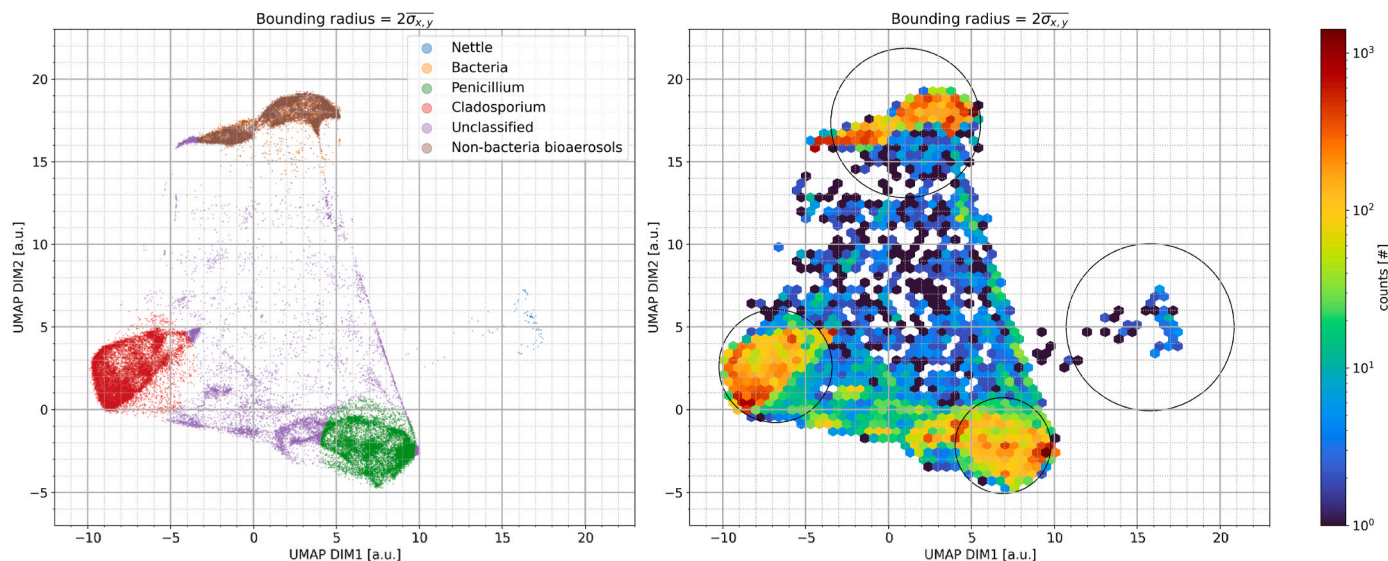 Bounding radius = 2σ̅x,y
Nettle
Bacteria
Penicillium
Cladosporium
Unclassified
Non-bacteria bioaerosols
20
15
10
5
0
−5
UMAP DIM2 [a.u.]
−10 −5 0 5 10 15 20
UMAP DIM1 [a.u.]
Bounding radius = 2σ̅x,y
20
15
10
5
0
−5
UMAP DIM2 [a.u.]
−10 −5 0 5 10 15 20
UMAP DIM1 [a.u.]
10³
10²
10¹
10⁰
counts [#]